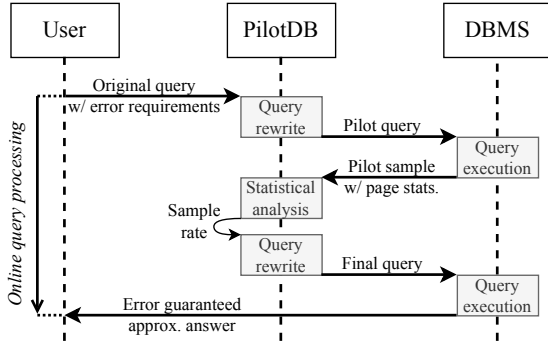 User
PilotDB
DBMS
Original query
w/ error requirements
Query
rewrite
Pilot query
Query
execution
Pilot sample
w/ page stats.
Statistical
analysis
Sample
rate
Query
rewrite
Final query
Query
execution
Error guaranteed
approx. answer
Online query processing